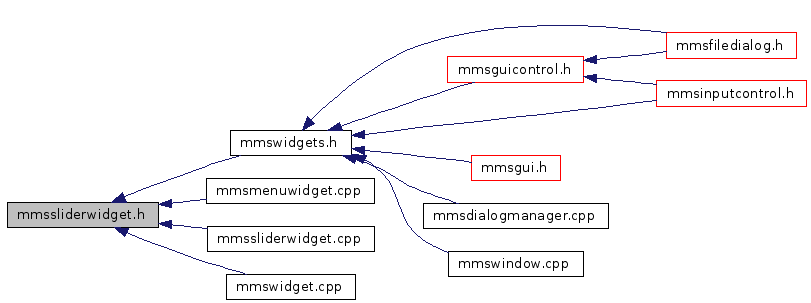 mmsfiledialog.h
mmsguicontrol.h
mmsinputcontrol.h
mmswidgets.h
mmsgui.h
mmsmenuwidget.cpp
mmssliderwidget.h
mmsdialogmanager.cpp
mmssliderwidget.cpp
mmswindow.cpp
mmswidget.cpp